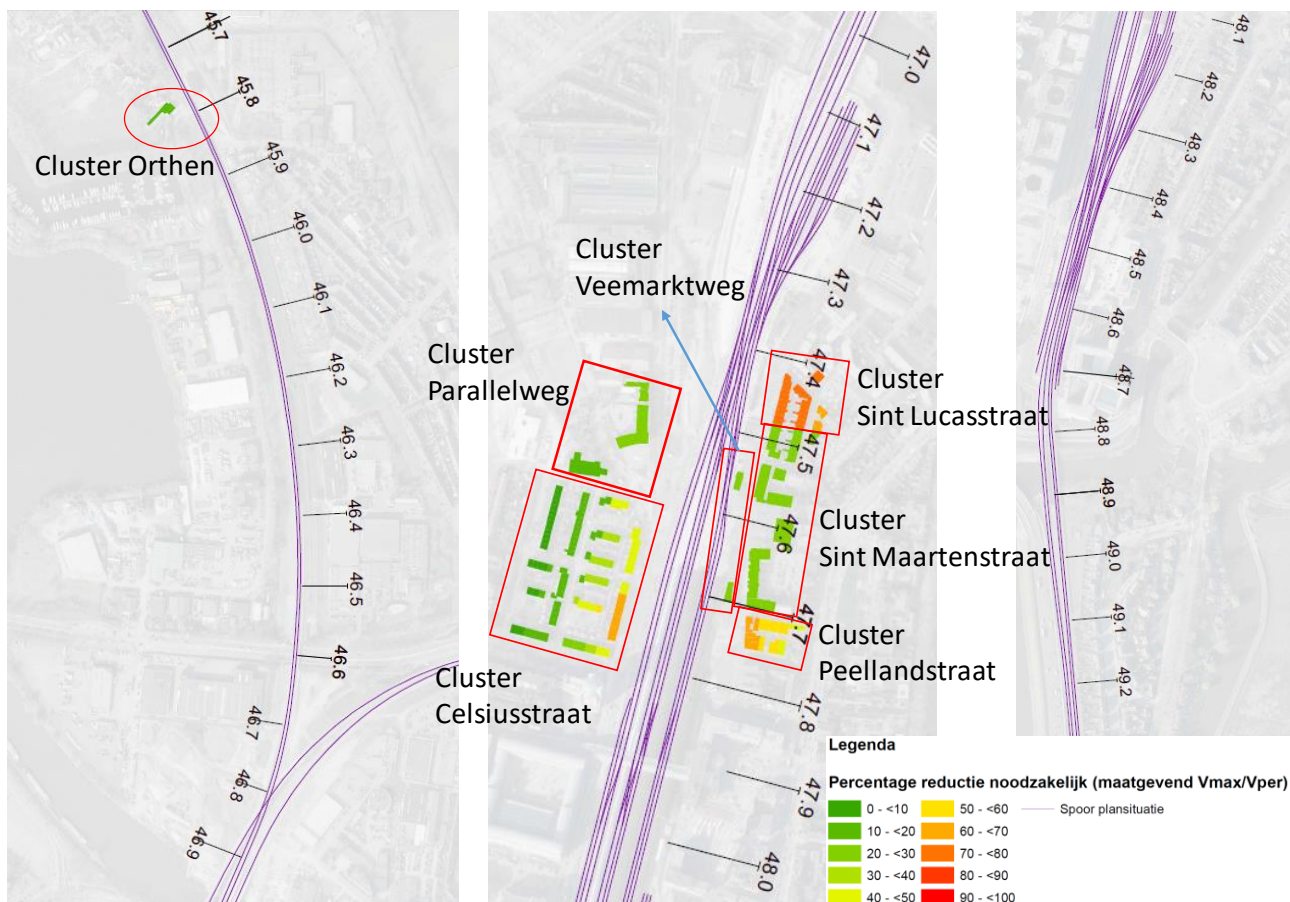 45.7
45.8
Cluster Orthen
45.9
46.0
46.1
46.2
46.3
46.4
46.5
46.6
46.7
46.8
46.9
47.0
47.1
47.2
Cluster
Veemarktweg
47.3
Cluster
Parallelweg
47.4
Cluster
Sint Lucasstraat
47.5
Cluster
Sint Maartenstraat
47.6
47.7
Cluster
Peellandstraat
Cluster
Celsiusstraat
47.8
47.9
48.0
48.1
48.2
48.3
48.4
48.5
48.6
48.7
48.8
48.9
49.0
49.1
49.2
Legenda
Percentage reductie noodzakelijk (maatgevend Vmax/Vper)
0 - <10 50 - <60 Spoor plansituatie
10 - <20 60 - <70
20 - <30 70 - <80
30 - <40 80 - <90
40 - <50 90 - <100